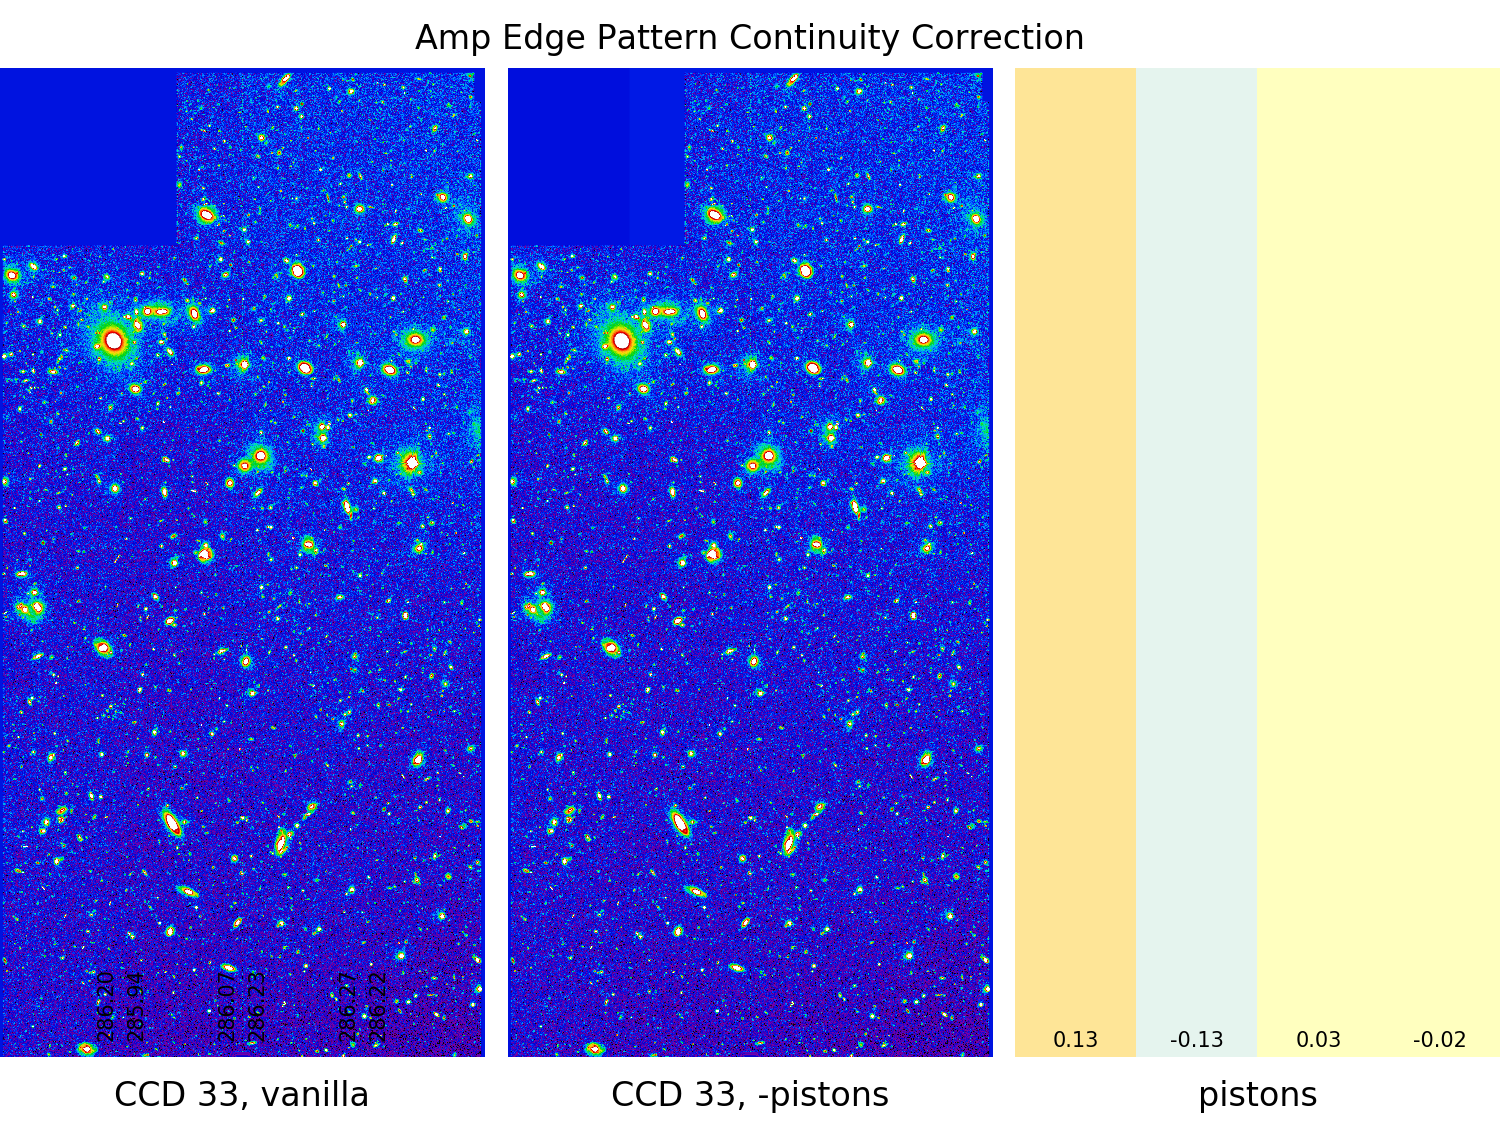 Amp Edge Pattern Continuity Correction
286.20
285.94
286.07
286.23
286.27
286.22
0.13
-0.13
0.03
-0.02
CCD 33, vanilla
CCD 33, -pistons
pistons